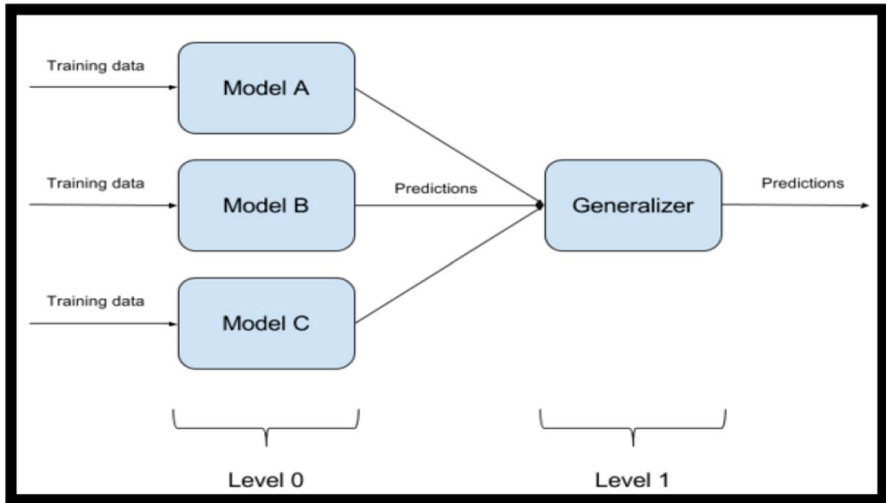 Training data
Model A
Training data
Model B
Predictions
Generalizer
Predictions
Training data
Model C
Level 0
Level 1